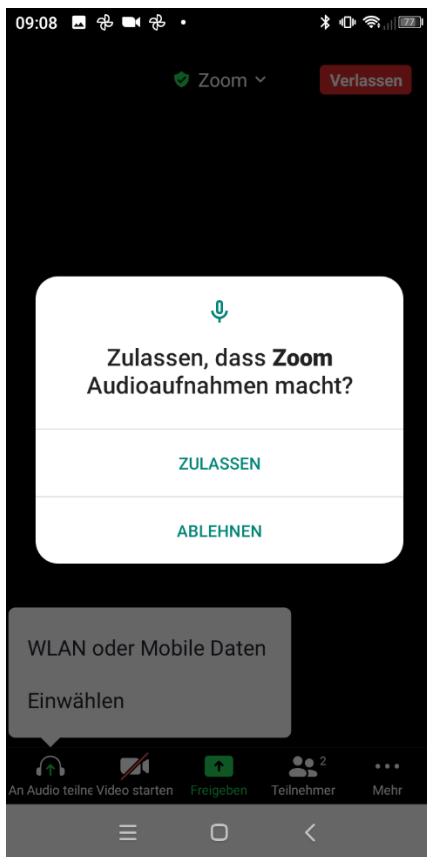 09:08
77
Zoom
Verlassen
Zulassen, dass Zoom
Audioaufnahmen macht?
ZULASSEN
ABLEHNEN
WLAN oder Mobile Daten
Einwählen
2
An Audio teilne Video starten Freigeben Teilnehmer Mehr